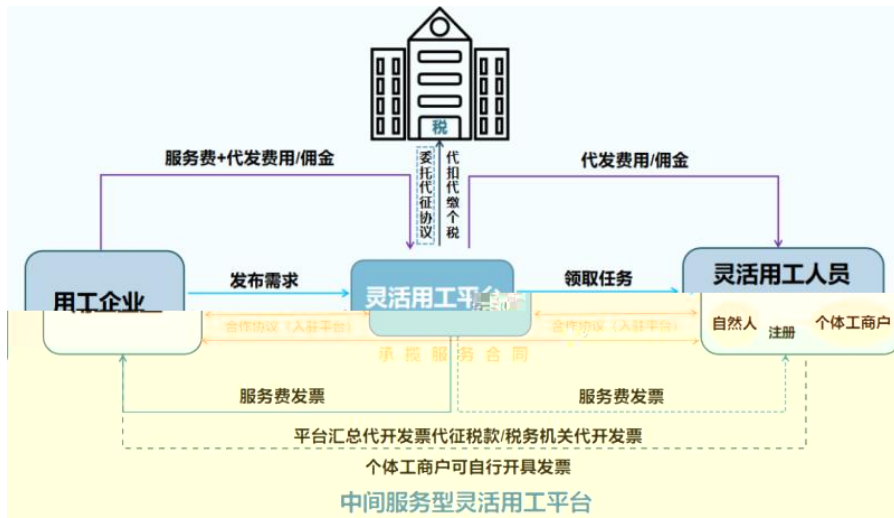 税
服务费+代发费用/佣金
委托代征协议
代扣代缴个税
代发费用/佣金
用工企业
发布需求
灵活用工平台
领取任务
灵活用工人员
合作协议（入驻平台）
合作协议（入驻平台）
自然人
注册
个体工商户
承揽服务合同
服务费发票
服务费发票
平台汇总代开发票代征税款/税务机关代开发票
个体工商户可自行开具发票
中间服务型灵活用工平台